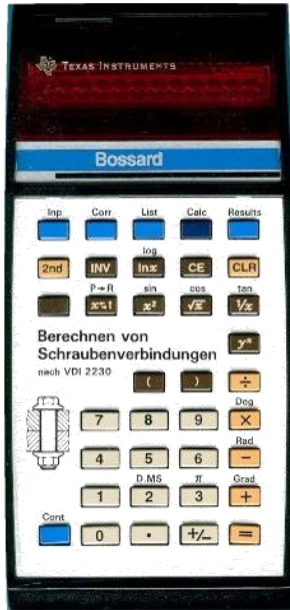 TEXAS INSTRUMENTS
Bossard
Inp Corr List Calc Results
log
2nd INV lnx CE CLR
P→R sin cos tan
x⇄t x² √x 1/x
Berechnen von
Schraubenverbindungen
nach VDI 2230
yˣ
( ) ÷
Deg
7 8 9 ×
Rad
4 5 6 −
D.MS π Grad
1 2 3 +
Cont
0 . +/− =